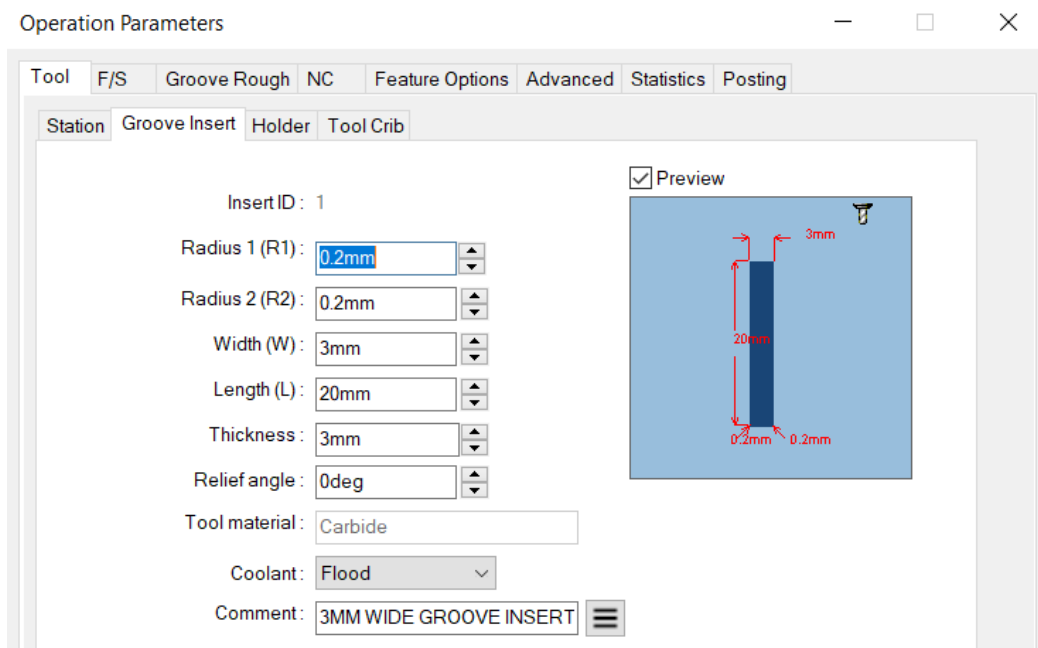 Operation Parameters
Tool F/S Groove Rough NC Feature Options Advanced Statistics Posting
Station Groove Insert Holder Tool Crib
Preview
Insert ID : 1
Radius 1 (R1) : 0.2mm
Radius 2 (R2) : 0.2mm
Width (W) : 3mm
Length (L) : 20mm
Thickness : 3mm
Relief angle : 0deg
Tool material : Carbide
Coolant : Flood
Comment : 3MM WIDE GROOVE INSERT
3mm
20mm
0.2mm 0.2mm